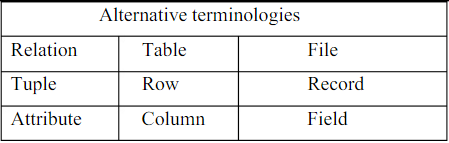 Alternative terminologies
Relation Table File
Tuple Row Record
Attribute Column Field